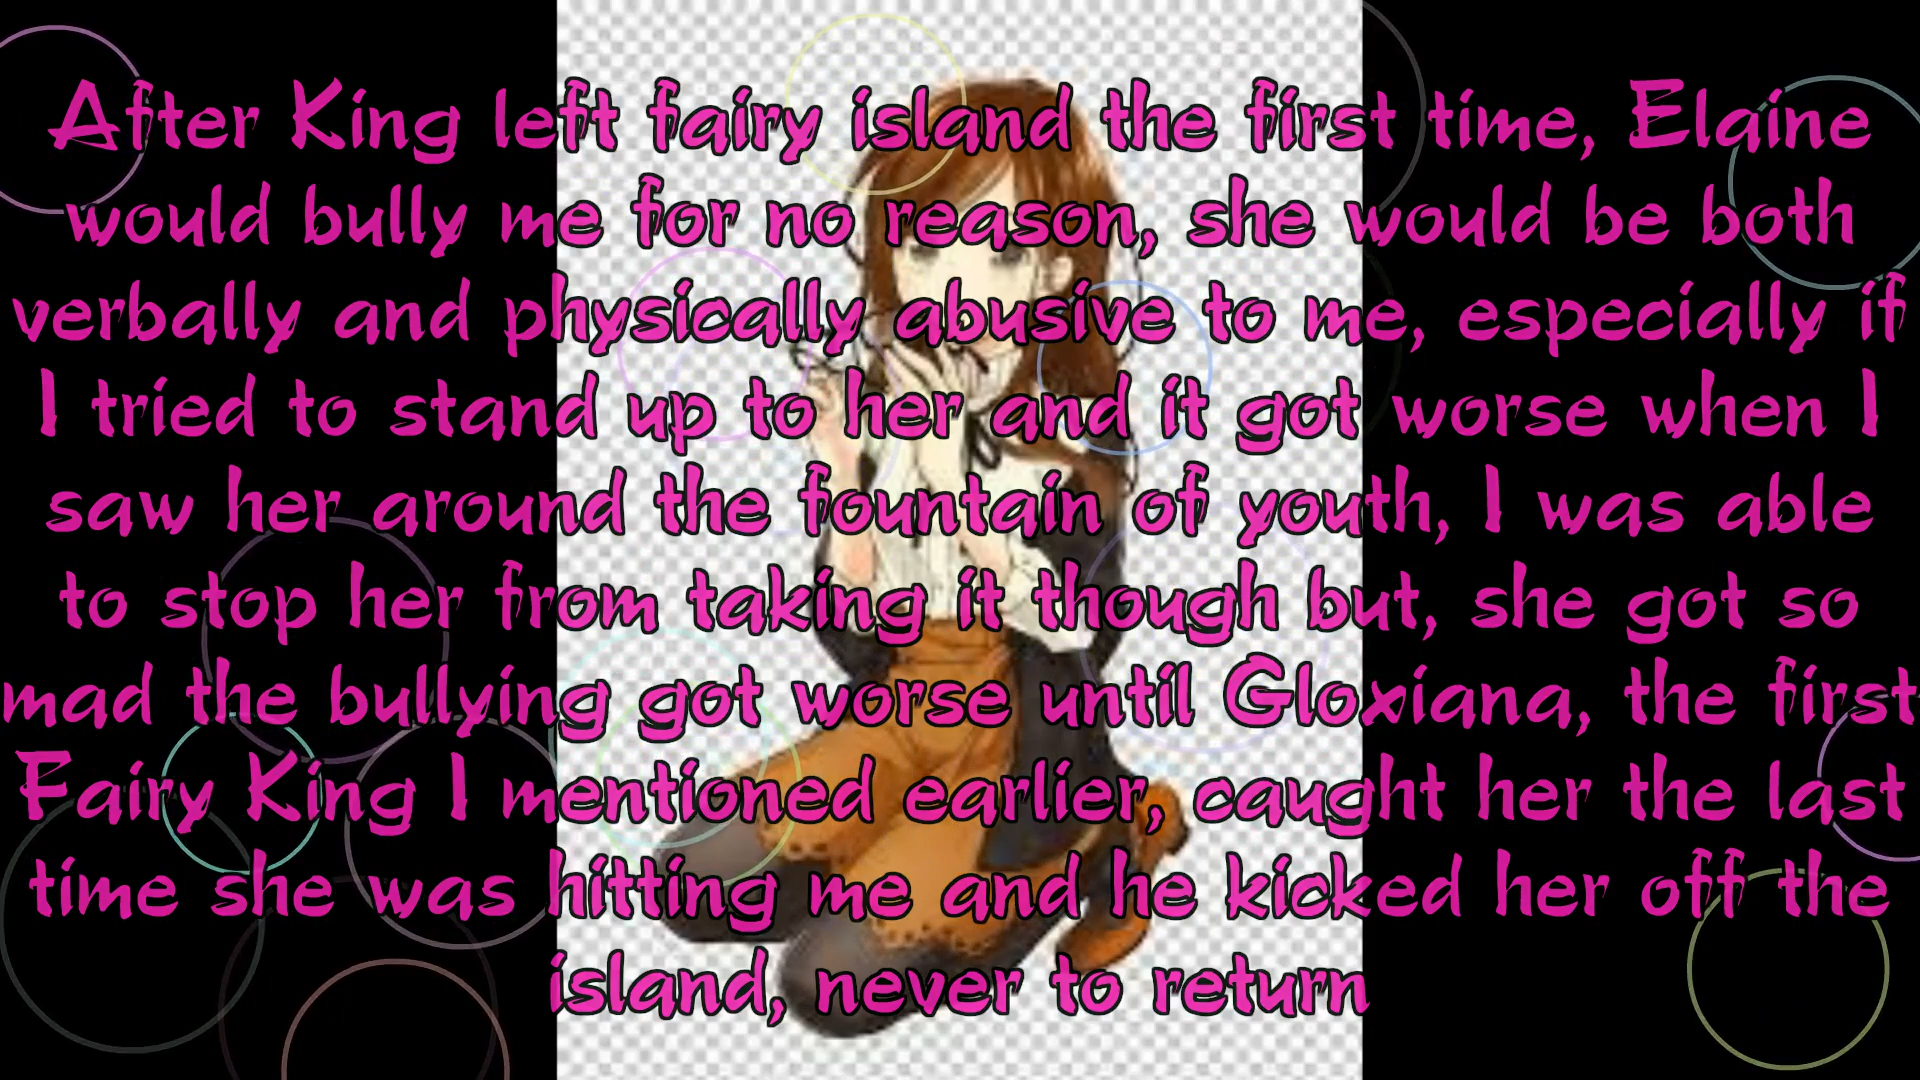 After King left fairy island the first time, Elaine
would bully me for no reason, she would be both
verbally and physically abusive to me, especially if
I tried to stand up to her and it got worse when I
saw her around the fountain of youth, I was able
to stop her from taking it though but, she got so
mad the bullying got worse until Gloxiana, the first
Fairy King I mentioned earlier, caught her the last
time she was hitting me and he kicked her off the
island, never to return